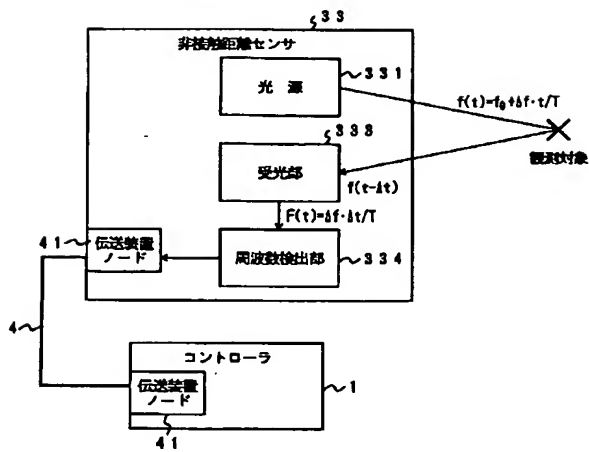 33
非接触距離センサ
光 源
331
f(t)=f₀+Δf・t/T
観測対象
333
受光部
f(t-Δt)
F(t)=Δf・Δt/T
41
伝送装置
ノード
周波数検出部
334
4
コントローラ
伝送装置
ノード
1
41